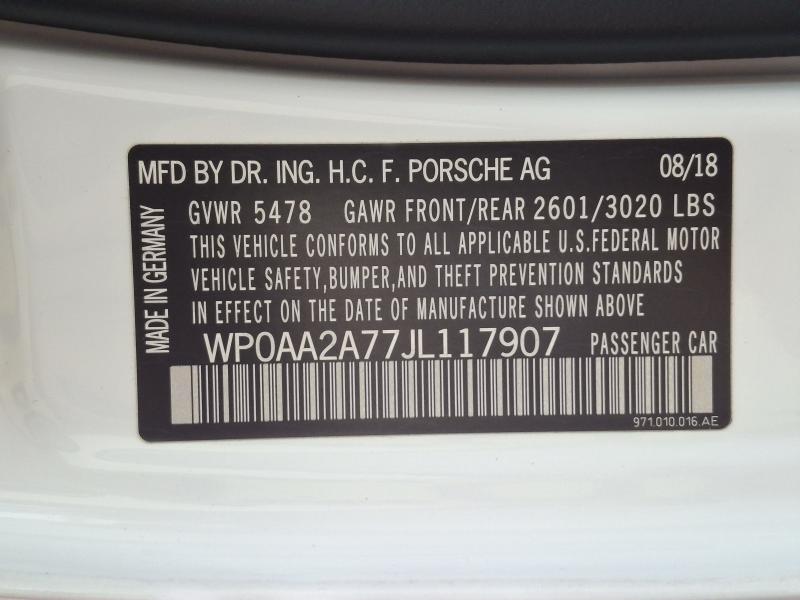 MFD BY DR. ING. H.C. F. PORSCHE AG 08/18
GVWR 5478 GAWR FRONT/REAR 2601/3020 LBS
THIS VEHICLE CONFORMS TO ALL APPLICABLE U.S.FEDERAL MOTOR
VEHICLE SAFETY,BUMPER,AND THEFT PREVENTION STANDARDS
IN EFFECT ON THE DATE OF MANUFACTURE SHOWN ABOVE
MADE IN GERMANY
WP0AA2A77JL117907 PASSENGER CAR
971.010.016.AE